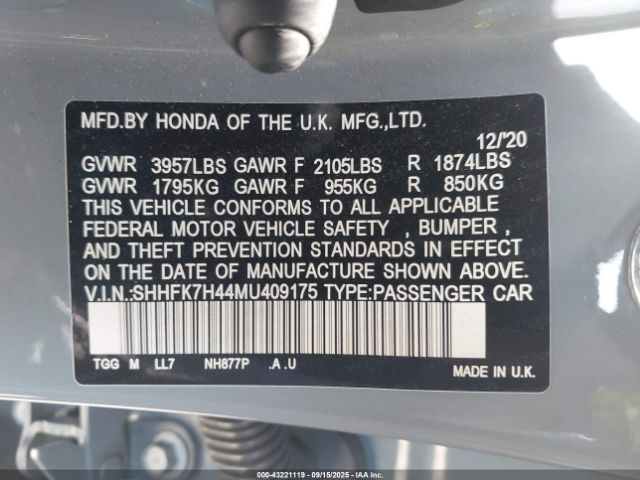 MFD.BY HONDA OF THE U.K. MFG.,LTD.
12/'20
GVWR 3957LBS GAWR F 2105LBS R 1874LBS
GVWR 1795KG GAWR F 955KG R 850KG
THIS VEHICLE CONFORMS TO ALL APPLICABLE
FEDERAL MOTOR VEHICLE SAFETY , BUMPER ,
AND THEFT PREVENTION STANDARDS IN EFFECT
ON THE DATE OF MANUFACTURE SHOWN ABOVE.
V.I.N.:SHHFK7H44MU409175 TYPE:PASSENGER CAR
TGG M LL7 NH877P .A .U
MADE IN U.K.
000-43221119 - 09/15/2025 - IAAI.COM